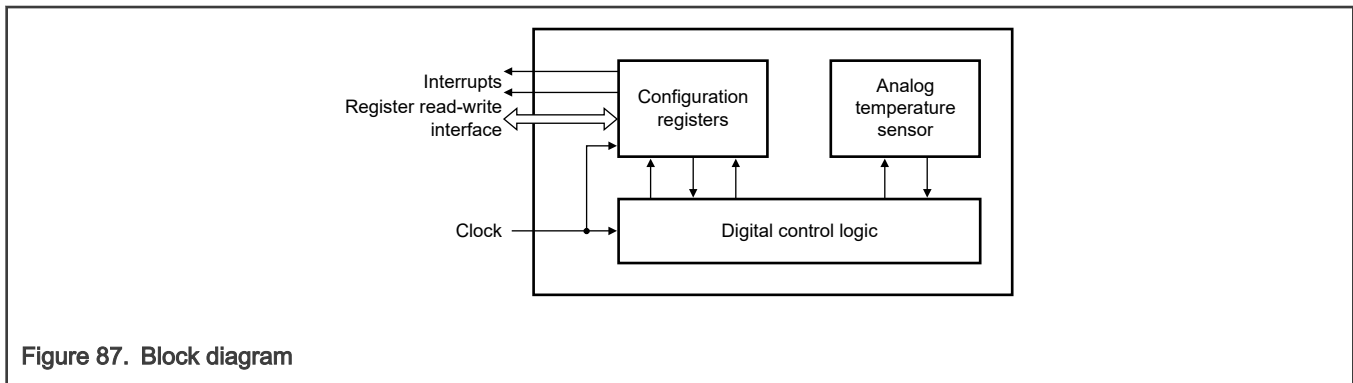 Interrupts
Register read-write
interface
Configuration
registers
Analog
temperature
sensor
Clock
Digital control logic
Figure 87. Block diagram